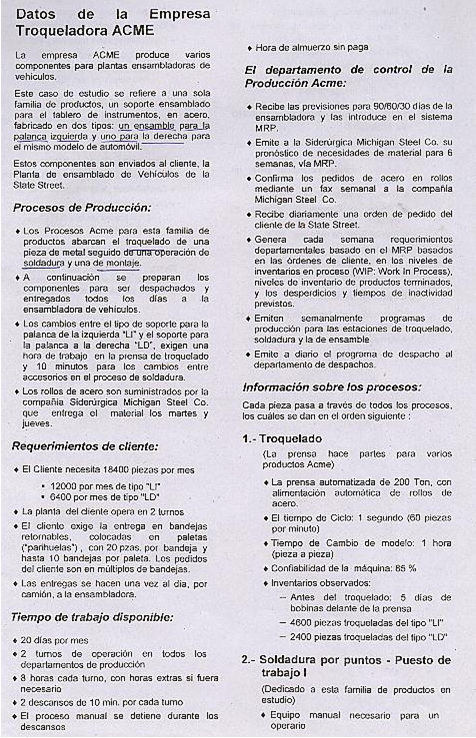 Datos de la Empresa
Troqueladora ACME
La empresa ACME produce varios
componentes para plantas ensambladoras de
vehiculos.
Este caso de estudio se refiere a una sola
familia de productos, un soporte ensamblado
para el tablero de instrumentos, en acero,
fabricado en dos tipos: un ensamble para la
palanca izquierda y uno para la derecha para
el mismo modelo de automóvil.
Estos componentes son enviados al cliente, la
Planta de ensamblado de Vehículos de la
State Street.
Procesos de Producción:
♦ Los Procesos Acme para esta familia de
productos abarcan el troquelado de una
pieza de metal seguido de una operación de
soldadura y una de montaje.
♦ A continuación se preparan los
componentes para ser despachados y
entregados todos los días a la
ensambladora de vehículos.
♦ Los cambios entre el tipo de soporte para la
palanca de la izquierda "LI" y el soporte para
la palanca a la derecha "LD", exigen una
hora de trabajo en la prensa de troquelado
y 10 minutos para los cambios entre
accesorios en el proceso de soldadura.
♦ Los rollos de acero son suministrados por la
compañía Siderúrgica Michigan Steel Co.
que entrega el material los martes y
jueves.
Requerimientos de cliente:
♦ El Cliente necesita 18400 piezas por mes
• 12000 por mes de tipo "LI"
• 6400 por mes de tipo "LD"
♦ La planta del cliente opera en 2 turnos
♦ El cliente exige la entrega en bandejas
retornables, colocadas en paletas
("parihuelas") , con 20 pzas. por bandeja y
hasta 10 bandejas por paleta. Los pedidos
del cliente son en múltiplos de bandejas.
♦ Las entregas se hacen una vez al día, por
camión, a la ensambladora.
Tiempo de trabajo disponible:
♦ 20 días por mes
♦ 2 turnos de operación en todos los
departamentos de producción
♦ 8 horas cada turno, con horas extras si fuera
necesario
♦ 2 descansos de 10 min. por cada turno
♦ El proceso manual se detiene durante los
descansos
♦ Hora de almuerzo sin paga
El departamento de control de la
Producción Acme:
♦ Recibe las previsiones para 90/60/30 días de la
ensambladora y las introduce en el sistema
MRP.
♦ Emite a la Siderúrgica Michigan Steel Co. su
pronóstico de necesidades de material para 6
semanas, vía MRP.
♦ Confirma los pedidos de acero en rollos
mediante un fax semanal a la compañía
Michigan Steel Co.
♦ Recibe diariamente una orden de pedido del
cliente de la State Street.
♦ Genera cada semana requerimientos
departamentales basado en el MRP basados
en las órdenes de cliente, en los niveles de
inventarios en proceso (WIP: Work In Process),
niveles de inventario de productos terminados,
y los desperdicios y tiempos de inactividad
previstos.
♦ Emiten semanalmente programas de
producción para las estaciones de troquelado,
soldadura y la de ensamble
♦ Emite a diario el programa de despacho al
departamento de despachos.
Información sobre los procesos:
Cada pieza pasa a través de todos los procesos,
los cuáles se dan en el orden siguiente :
1.- Troquelado
(La prensa hace partes para varios
productos Acme)
♦ La prensa automatizada de 200 Ton, con
alimentación automática de rollos de
acero.
♦ El tiempo de Ciclo: 1 segundo (60 piezas
por minuto)
♦ Tiempo de Cambio de modelo: 1 hora
(pieza a pieza)
♦ Confiabilidad de la máquina: 85 %
♦ Inventarios observados:
– Antes del troquelado: 5 días de
bobinas delante de la prensa
– 4600 piezas troqueladas del tipo "LI"
– 2400 piezas troqueladas del tipo "LD"
2.- Soldadura por puntos - Puesto de
trabajo I
(Dedicado a esta familia de productos en
estudio)
♦ Equipo manual necesario para un
operario